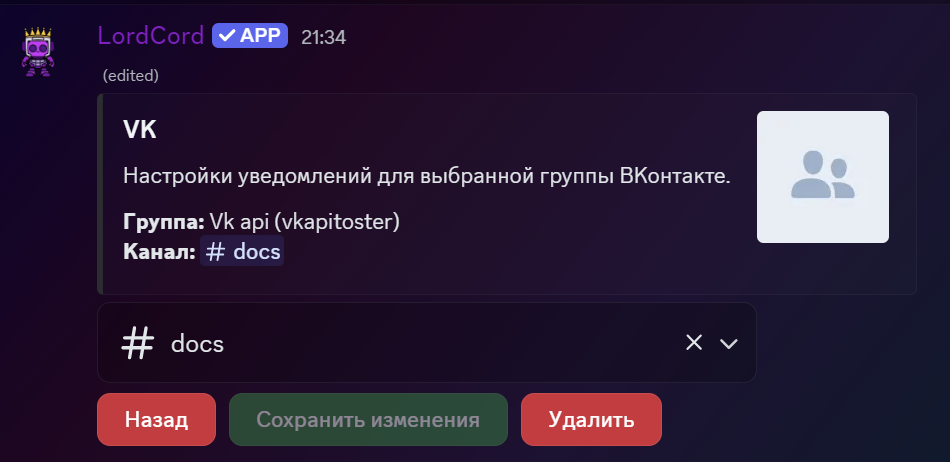 LordCord ✓ APP 21:34
(edited)
VK
Настройки уведомлений для выбранной группы ВКонтакте.
Группа: Vk api (vkapitoster)
Канал: # docs
# docs
Назад Сохранить изменения Удалить